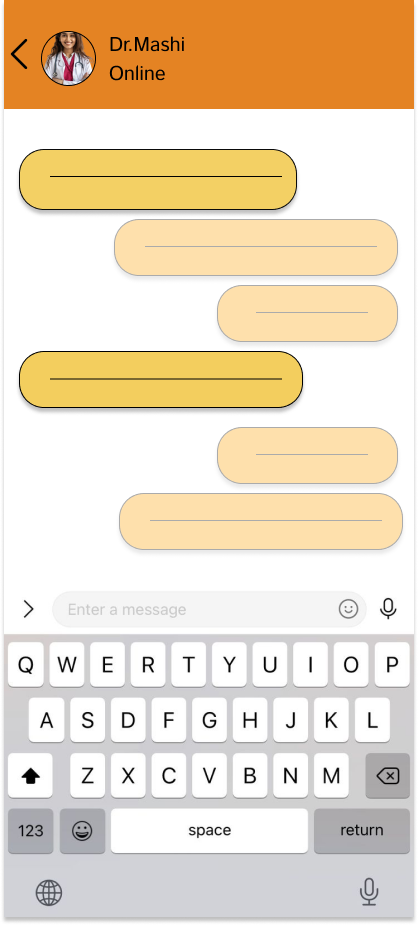 Dr.Mashi
Online
Enter a message
Q W E R T Y U I O P
A S D F G H J K L
Z X C V B N M
123 space return